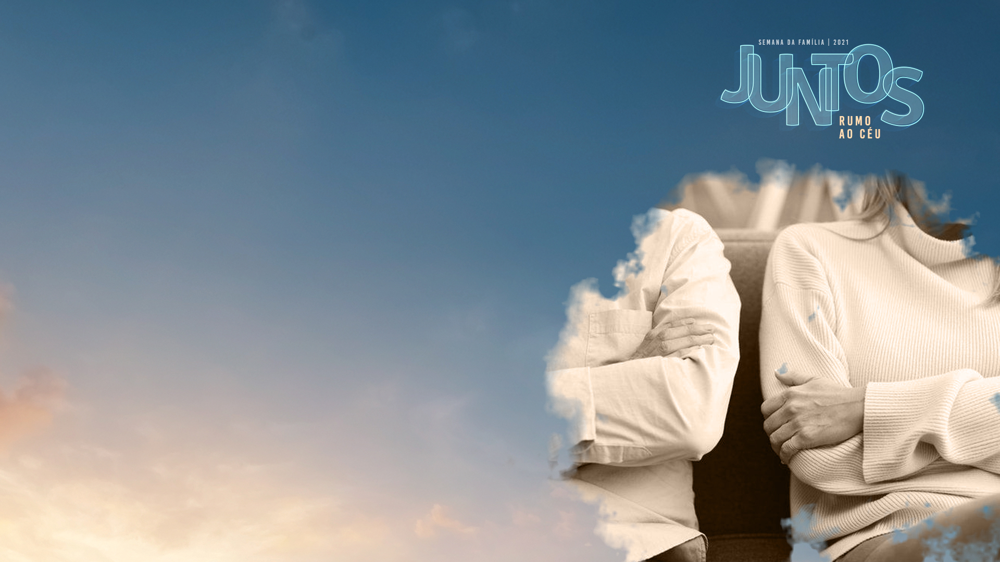 SEMANA DA FAMÍLIA | 2021
JUNTOS
RUMO
AO CÉU